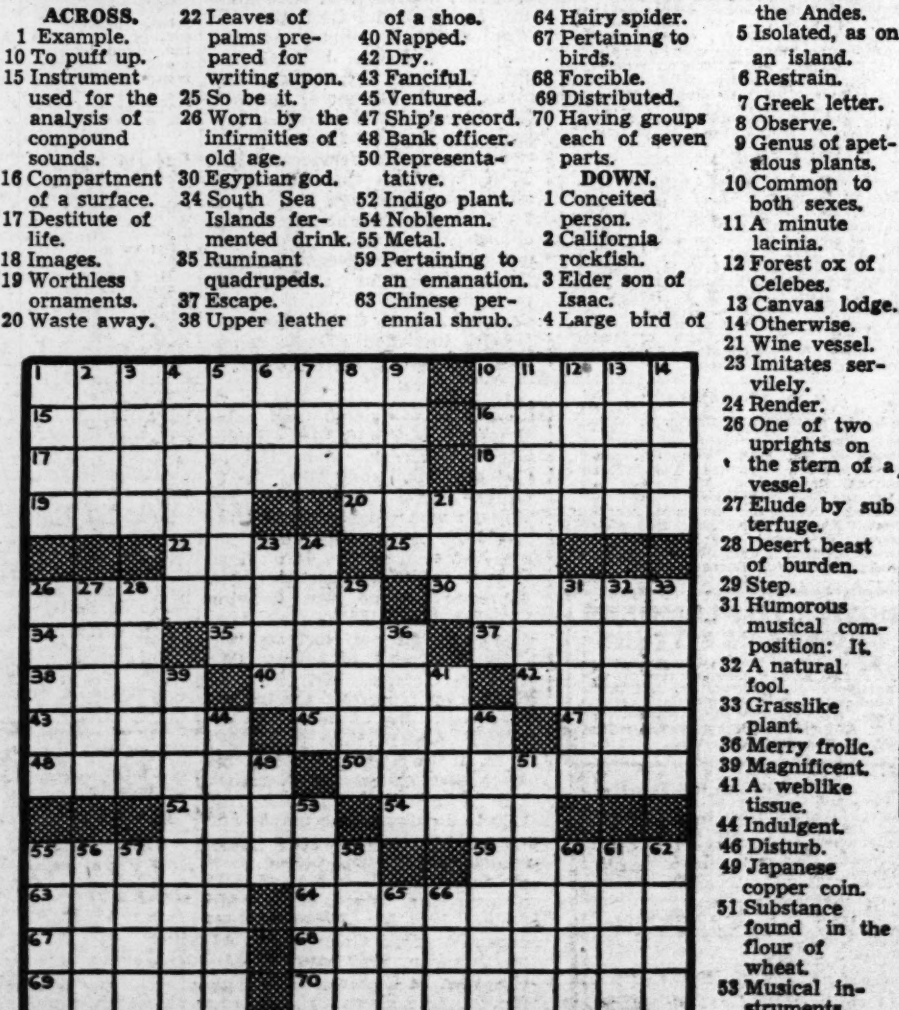 ACROSS.
1 Example.
10 To puff up.
15 Instrument
used for the
analysis of
compound
sounds.
16 Compartment
of a surface.
17 Destitute of
life.
18 Images.
19 Worthless
ornaments.
20 Waste away.
22 Leaves of
palms pre-
pared for
writing upon.
25 So be it.
26 Worn by the
infirmities of
old age.
30 Egyptian god.
34 South Sea
Islands fer-
mented drink.
35 Ruminant
quadrupeds.
37 Escape.
38 Upper leather
of a shoe.
40 Napped.
42 Dry.
43 Fanciful.
45 Ventured.
47 Ship's record.
48 Bank officer.
50 Representa-
tative.
52 Indigo plant.
54 Nobleman.
55 Metal.
59 Pertaining to
an emanation.
63 Chinese per-
ennial shrub.
64 Hairy spider.
67 Pertaining to
birds.
68 Forcible.
69 Distributed.
70 Having groups
each of seven
parts.
DOWN.
1 Conceited
person.
2 California
rockfish.
3 Elder son of
Isaac.
4 Large bird of
the Andes.
5 Isolated, as on
an island.
6 Restrain.
7 Greek letter.
8 Observe.
9 Genus of apet-
alous plants.
10 Common to
both sexes.
11 A minute
lacinia.
12 Forest ox of
Celebes.
13 Canvas lodge.
14 Otherwise.
21 Wine vessel.
23 Imitates ser-
vilely.
24 Render.
26 One of two
uprights on
the stern of a
vessel.
27 Elude by sub
terfuge.
28 Desert beast
of burden.
29 Step.
31 Humorous
musical com-
position: It.
32 A natural
fool.
33 Grasslike
plant.
36 Merry frolic.
39 Magnificent.
41 A weblike
tissue.
44 Indulgent.
46 Disturb.
49 Japanese
copper coin.
51 Substance
found in the
flour of
wheat.
53 Musical in-
struments
1 2 3 4 5 6 7 8 9 10 11 12 13 14
15 16
17 18
19 20 21
22 23 24 25
26 27 28 29 30 31 32 33
34 35 36 37
38 39 40 41 42
43 44 45 46 47
48 49 50 51
52 53 54
55 56 57 58 59 60 61 62
63 64 65 66
67 68
69 70